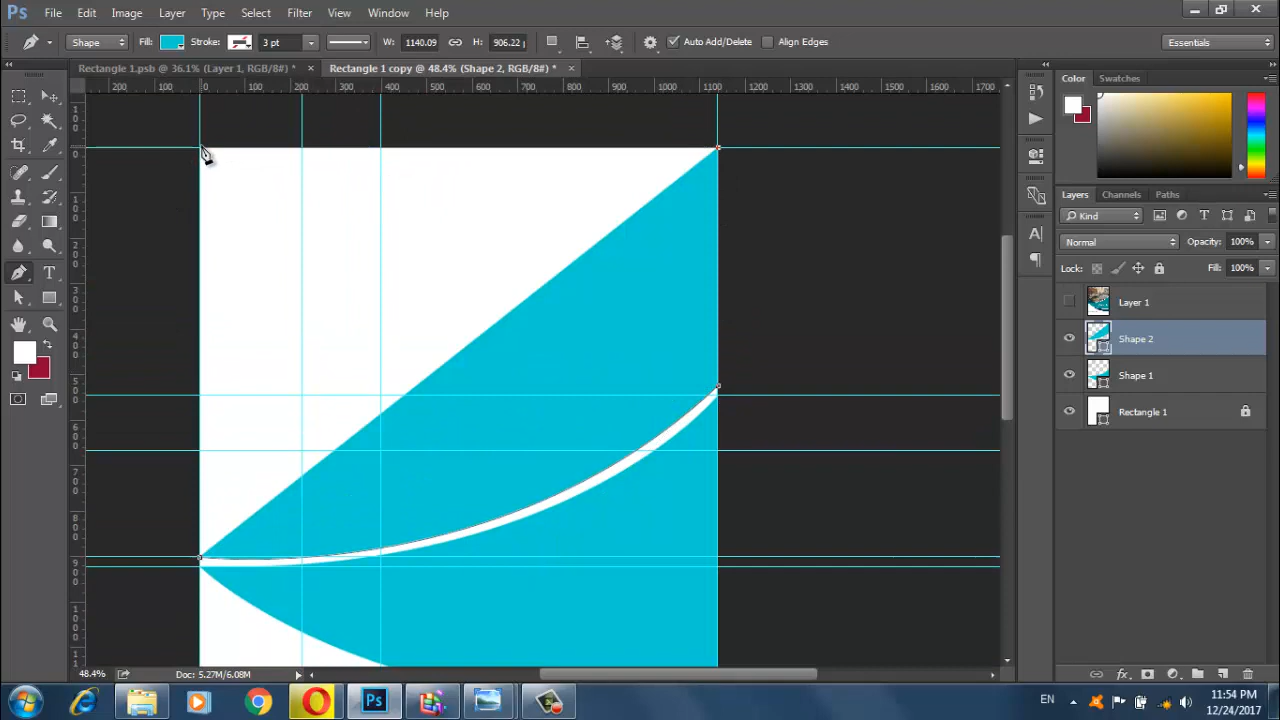 Ps File Edit Image Layer Type Select Filter View Window Help
Shape Fill: Stroke: 3 pt W: 1140.09 H: 906.22 Auto Add/Delete Align Edges Essentials
Rectangle 1.psb @ 36.1% (Layer 1, RGB/8#) * × Rectangle 1 copy @ 48.4% (Shape 2, RGB/8#) * ×
200 100 0 100 200 300 400 500 600 700 800 900 1000 1100 1200 1300 1400 1500 1600 1700
Color Swatches
Layers Channels Paths
Kind
Normal Opacity: 100%
Lock: Fill: 100%
Layer 1
Shape 2
Shape 1
Rectangle 1
48.4% Doc: 5.27M/6.08M
EN 11:54 PM
12/24/2017